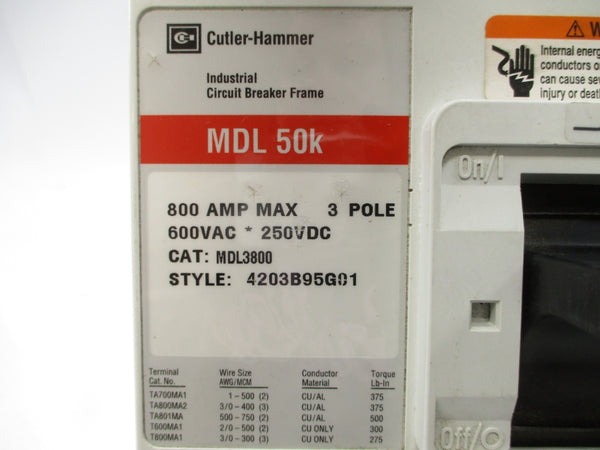 Cutler-Hammer
Industrial
Circuit Breaker Frame
MDL 50k
800 AMP MAX 3 POLE
600VAC * 250VDC
CAT: MDL3800
STYLE: 4203B95G01
Terminal Wire Size Conductor Torque
Cat. No. AWG/MCM Material Lb-In
TA700MA1 1-500 (2) CU/AL 375
TA800MA2 3/0-400 (3) CU/AL 375
TA801MA 500-750 (2) CU/AL 500
T600MA1 2/0-500 (2) CU ONLY 300
T800MA1 3/0-300 (3) CU ONLY 275
W
Internal energ
conductors o
can cause se
injury or deat
On/I
Off/O